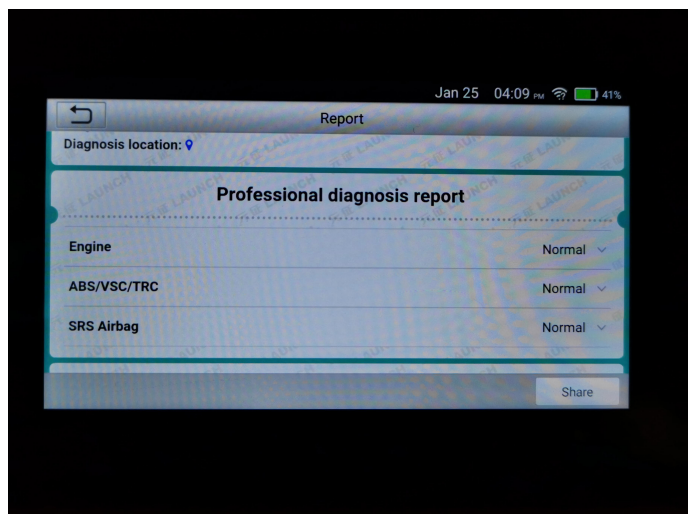 Jan 25 04:09 PM 41%
Report
Diagnosis location:
Professional diagnosis report
Engine Normal
ABS/VSC/TRC Normal
SRS Airbag Normal
Share
LAUNCH